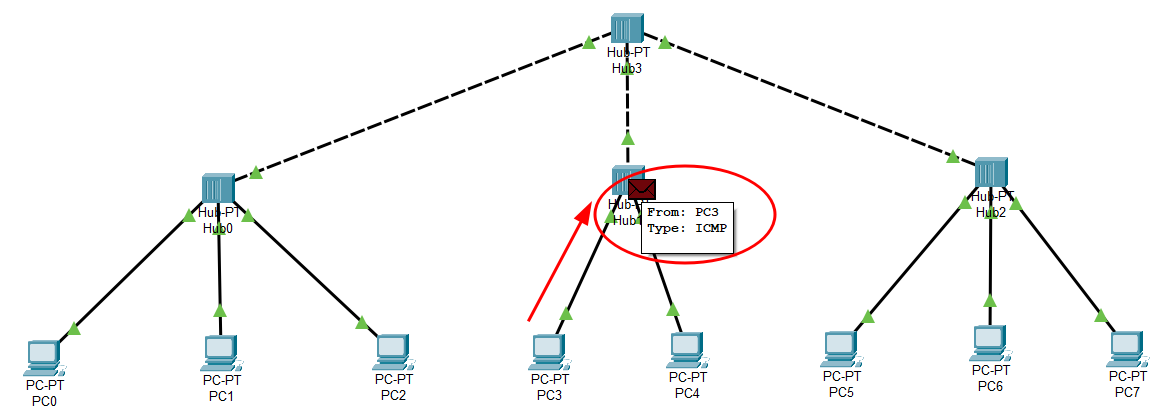 Hub-PT
Hub3
Hub-PT
Hub0
Hub-PT
Hub2
From: PC3
Type: ICMP
PC-PT
PC0
PC-PT
PC1
PC-PT
PC2
PC-PT
PC3
PC-PT
PC4
PC-PT
PC5
PC-PT
PC6
PC-PT
PC7